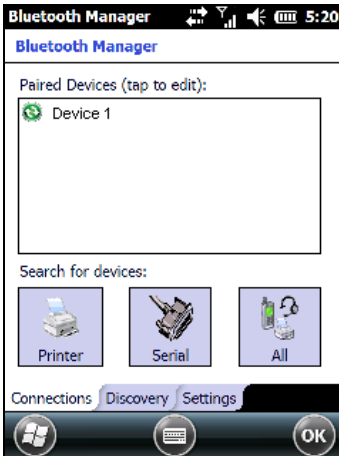 Bluetooth Manager 5:20
Bluetooth Manager
Paired Devices (tap to edit):
Device 1
Search for devices:
Printer Serial All
Connections Discovery Settings
OK